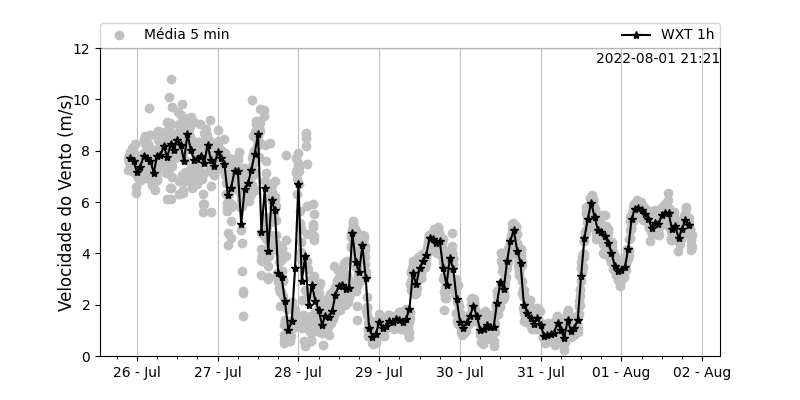 Média 5 min
WXT 1h
2022-08-01 21:21
Velocidade do Vento (m/s)
12
10
8
6
4
2
0
26 - Jul 27 - Jul 28 - Jul 29 - Jul 30 - Jul 31 - Jul 01 - Aug 02 - Aug